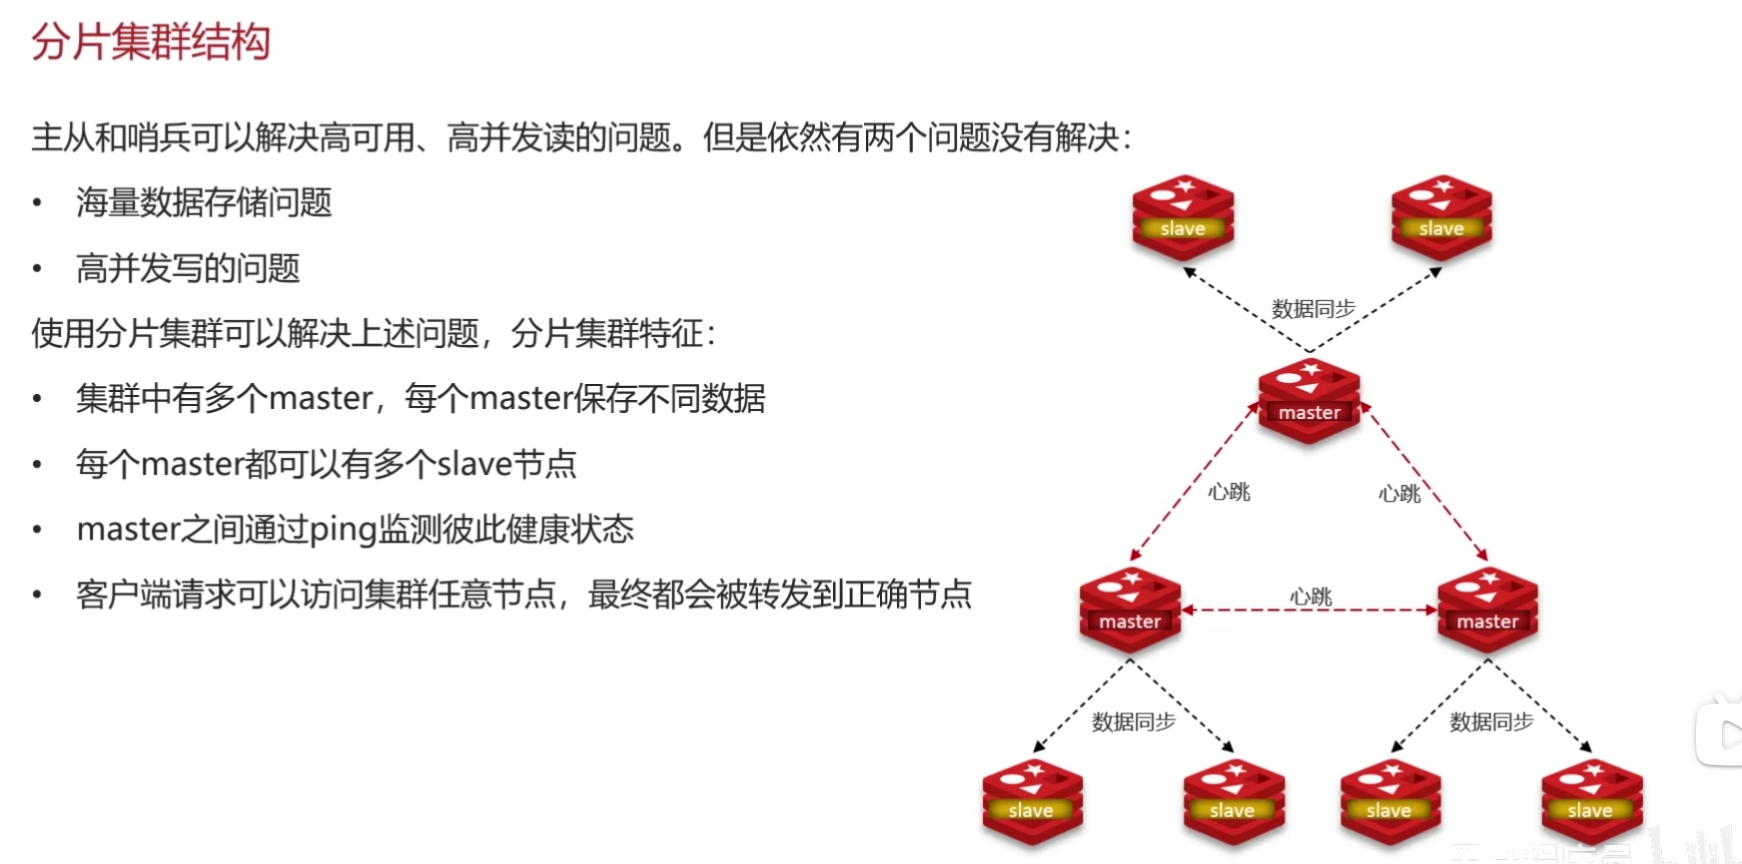 分片集群结构
主从和哨兵可以解决高可用、高并发读的问题。但是依然有两个问题没有解决：
• 海量数据存储问题
• 高并发写的问题
使用分片集群可以解决上述问题，分片集群特征：
• 集群中有多个master，每个master保存不同数据
• 每个master都可以有多个slave节点
• master之间通过ping监测彼此健康状态
• 客户端请求可以访问集群任意节点，最终都会被转发到正确节点
slave
slave
数据同步
master
心跳
心跳
心跳
master
master
数据同步
数据同步
slave
slave
slave
slave